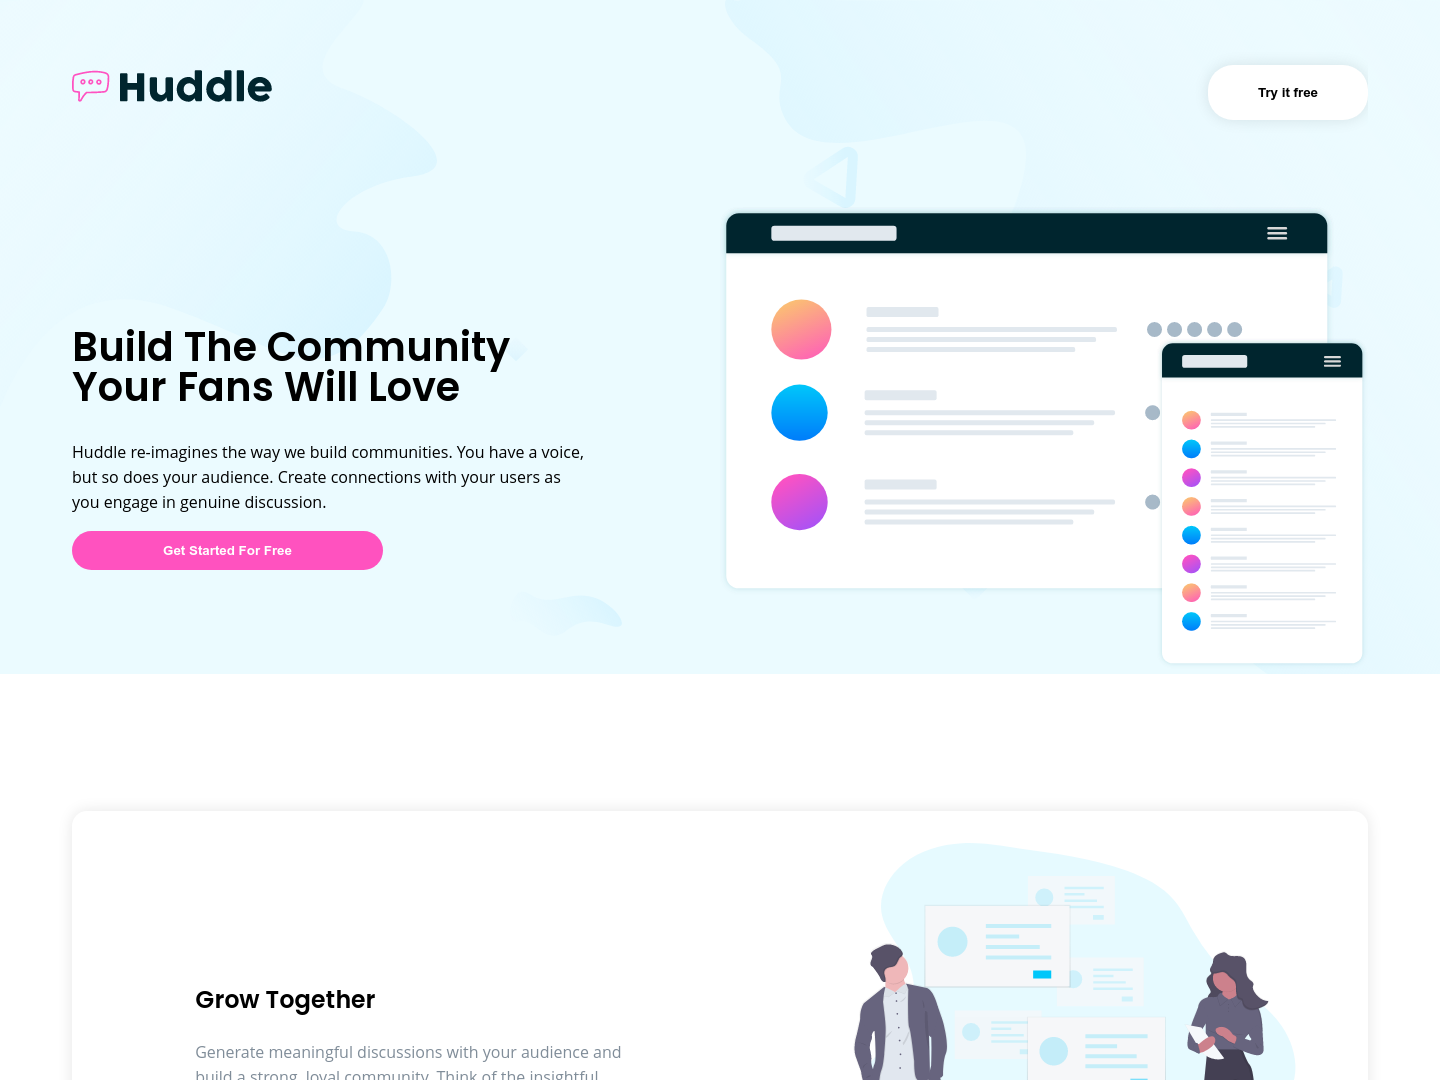 Huddle
Try it free
Build The Community
Your Fans Will Love
Huddle re-imagines the way we build communities. You have a voice,
but so does your audience. Create connections with your users as
you engage in genuine discussion.
Get Started For Free
Grow Together
Generate meaningful discussions with your audience and
build a strong, loyal community. Think of the insightful